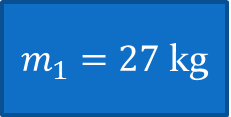 m₁ = 27 kg